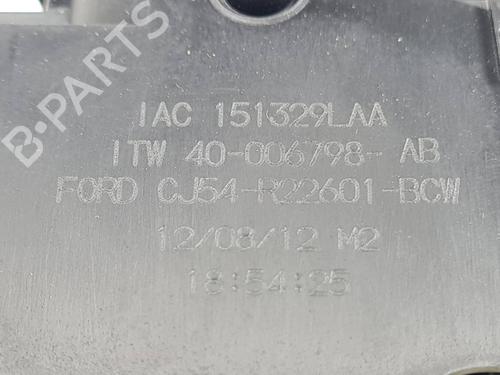 B-PARTS
IAC 151329LAA
ITW 40-006798- AB
FORD CJ54-R22601-BCW
12/08/12 M2
18:54:25